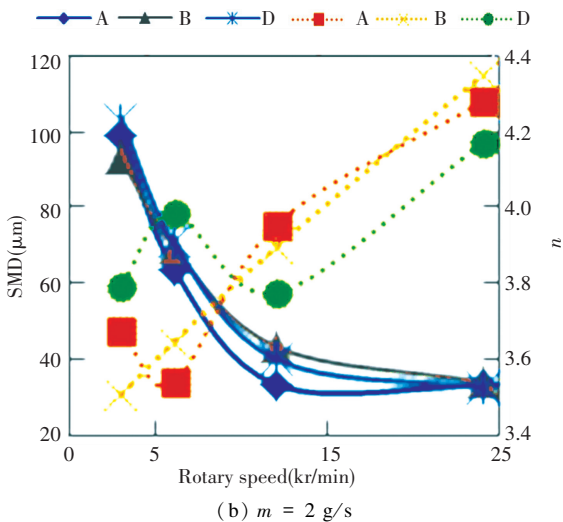 A B D A B D
120 4.4
100 4.2
80 4.0
60 3.8
40 3.6
20 3.4
SMD(μm)
n
0 5 15 25
Rotary speed(kr/min)
(b) m = 2 g/s